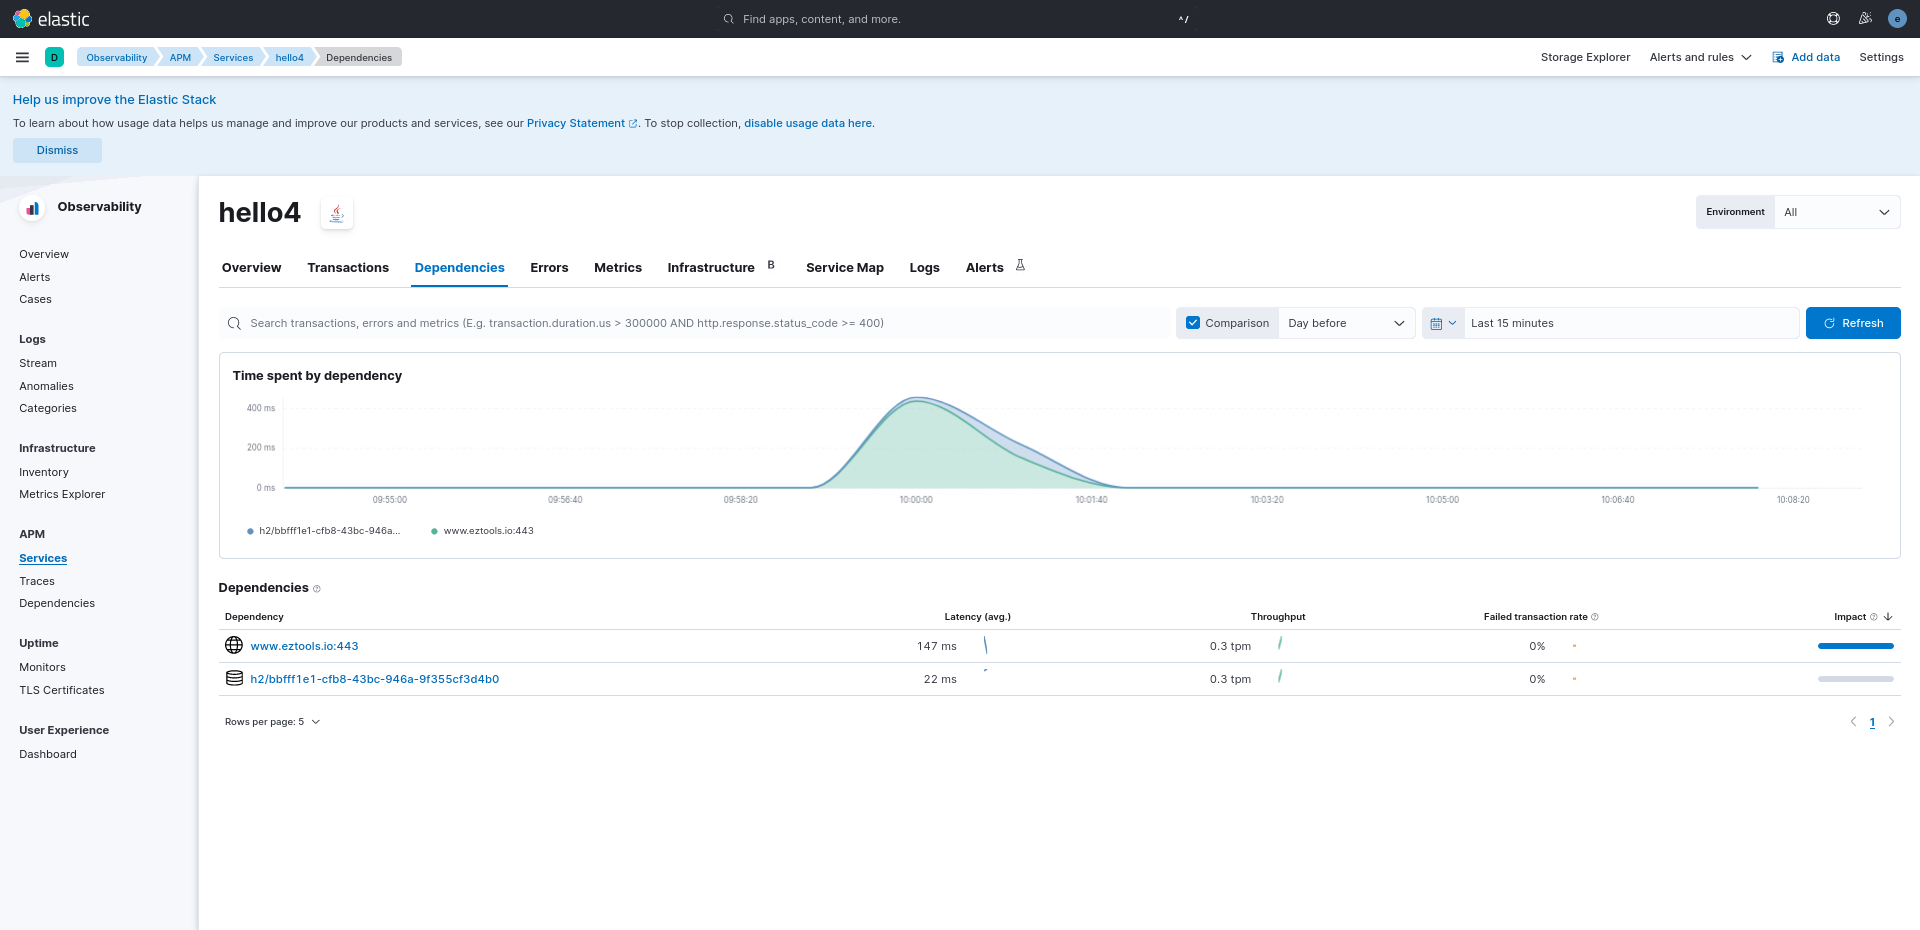 elastic
Find apps, content, and more.
^/
e
D
Observability
APM
Services
hello4
Dependencies
Storage Explorer
Alerts and rules
Add data
Settings
Help us improve the Elastic Stack
To learn about how usage data helps us manage and improve our products and services, see our Privacy Statement. To stop collection, disable usage data here.
Dismiss
Observability
Overview
Alerts
Cases
Logs
Stream
Anomalies
Categories
Infrastructure
Inventory
Metrics Explorer
APM
Services
Traces
Dependencies
Uptime
Monitors
TLS Certificates
User Experience
Dashboard
hello4
Environment
All
Overview
Transactions
Dependencies
Errors
Metrics
Infrastructure
B
Service Map
Logs
Alerts
Search transactions, errors and metrics (E.g. transaction.duration.us > 300000 AND http.response.status_code >= 400)
Comparison
Day before
Last 15 minutes
Refresh
Time spent by dependency
400 ms
200 ms
0 ms
09:55:00
09:56:40
09:58:20
10:00:00
10:01:40
10:03:20
10:05:00
10:06:40
10:08:20
h2/bbfff1e1-cfb8-43bc-946a...
www.eztools.io:443
Dependencies
Dependency
Latency (avg.)
Throughput
Failed transaction rate
Impact
www.eztools.io:443
147 ms
0.3 tpm
0%
h2/bbfff1e1-cfb8-43bc-946a-9f355cf3d4b0
22 ms
0.3 tpm
0%
Rows per page: 5
1